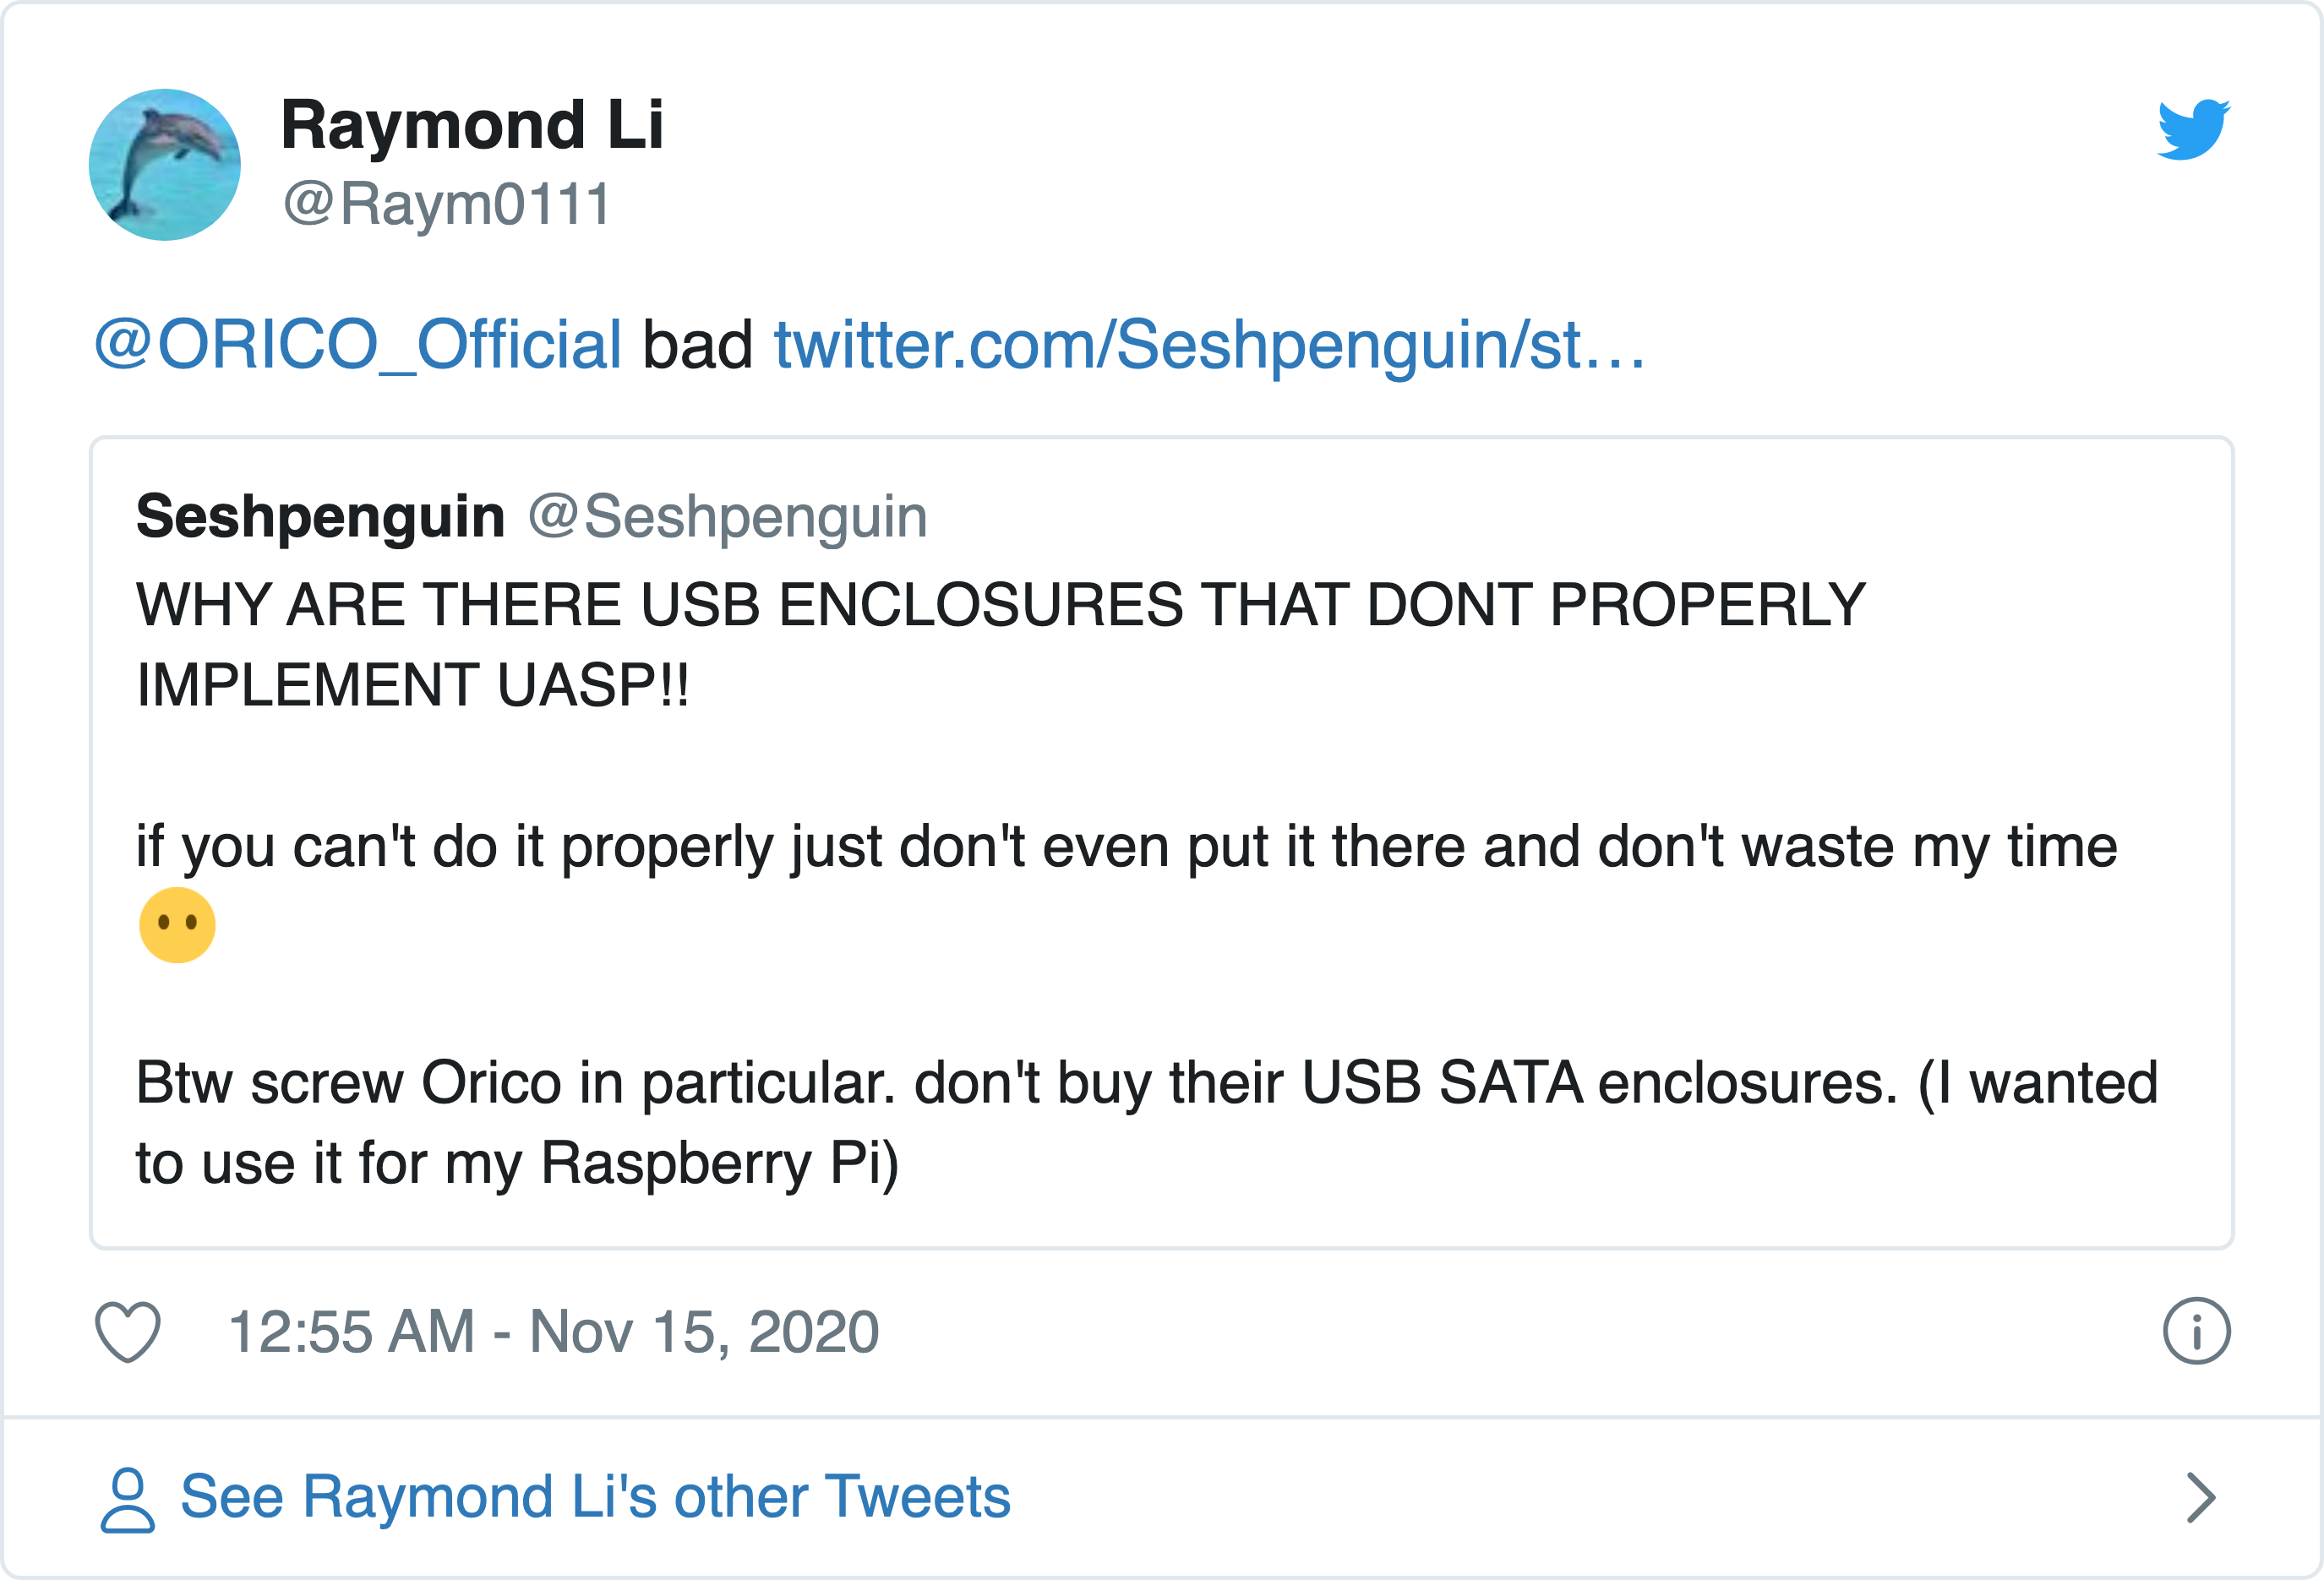 Raymond Li
@Raym0111
@ORICO_Official bad twitter.com/Seshpenguin/st…
Seshpenguin @Seshpenguin
WHY ARE THERE USB ENCLOSURES THAT DONT PROPERLY
IMPLEMENT UASP!!
if you can't do it properly just don't even put it there and don't waste my time
😶
Btw screw Orico in particular. don't buy their USB SATA enclosures. (I wanted
to use it for my Raspberry Pi)
12:55 AM - Nov 15, 2020
See Raymond Li's other Tweets